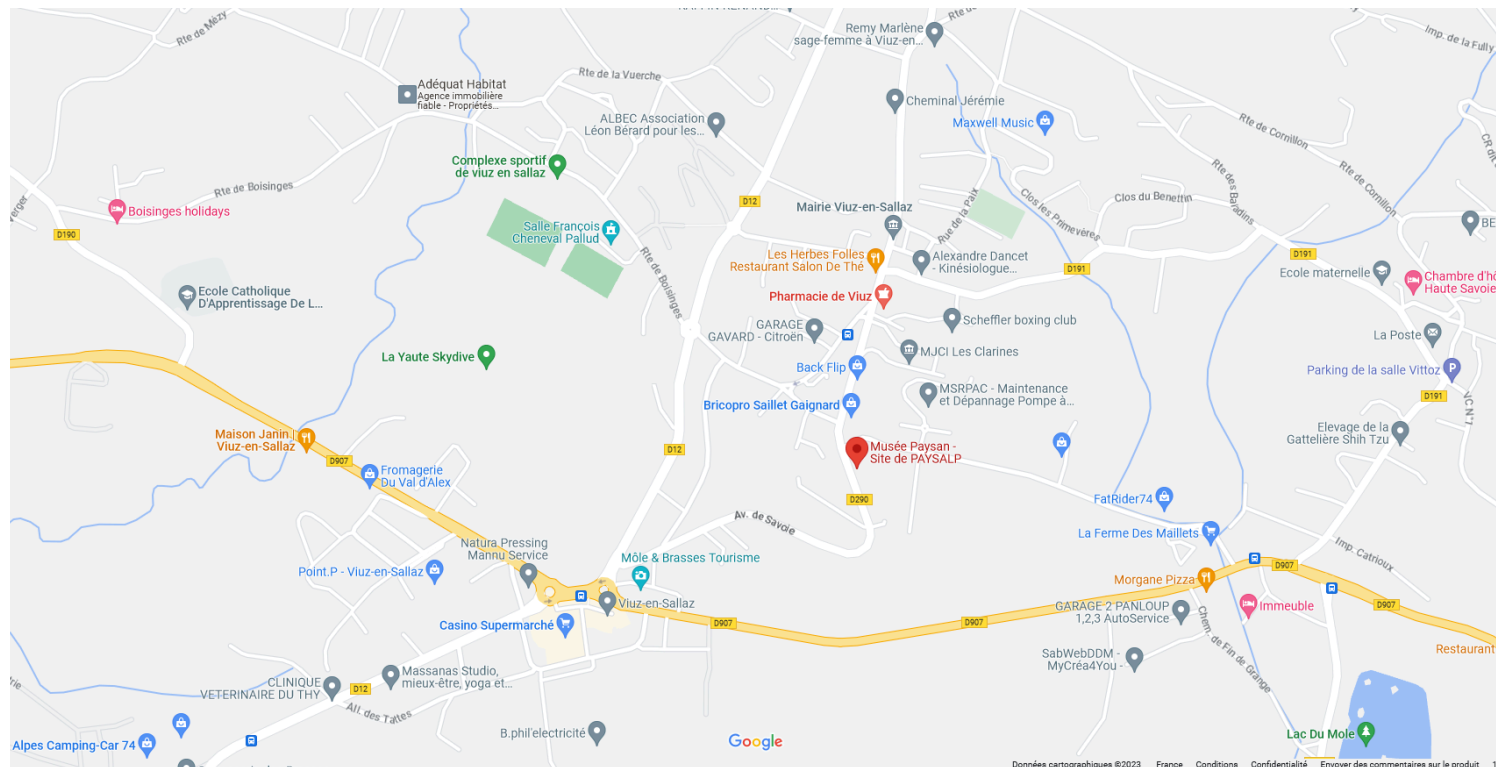 Rte de Mézy
Remy Marlène
sage-femme à Viuz-en...
Rte du
Imp. de la Fully
Rte de la Vuerche
Adéquat Habitat
Agence immobilière
fiable - Propriétés...
Cheminal Jérémie
ALBEC Association
Léon Bérard pour les...
Maxwell Music
Rte de Cornillon
CR dit
Complexe sportif
de viuz en sallaz
Rte des Baradins
Rte de Cornillon
Rte de Boisinges
Clos les Primevères
Clos du Benettin
D12
Boisinges holidays
Mairie Viuz-en-Sallaz
Rue de la Paix
BE
Salle François
Cheneval Pallud
D190
Les Herbes Folles
Restaurant Salon De Thé
Alexandre Dancet
- Kinésiologue...
D191
D191
Rte de Boisinges
Ecole maternelle
Chambre d'hô
Haute Savoie
Ecole Catholique
D'Apprentissage De L...
Pharmacie de Viuz
GARAGE
GAVARD - Citroën
Scheffler boxing club
La Poste
La Yaute Skydive
MJCI Les Clarines
Back Flip
Parking de la salle Vittoz
MSRPAC - Maintenance
et Dépannage Pompe à...
D191
VC N°1
Bricopro Saillet Gaignard
Maison Janin |
Viuz-en-Sallaz
Elevage de la
Gattelière Shih Tzu
D12
Musée Paysan -
Site de PAYSALP
D907
Fromagerie
Du Val d'Alex
D290
FatRider74
Av. de Savoie
La Ferme Des Maillets
Imp. Catrioux
Natura Pressing
Mannu Service
Môle & Brasses Tourisme
Point.P - Viuz-en-Sallaz
D907
Morgane Pizza
Viuz-en-Sallaz
GARAGE 2 PANLOUP
1,2,3 AutoService
Immeuble
D907
Casino Supermarché
D907
D907
Chem. de Fin de Grange
Restaurant
SabWebDDM -
MyCréa4You -
Massanas Studio,
mieux-être, yoga et...
CLINIQUE
VETERINAIRE DU THY
D12
All. des Tattes
B.phil'electricité
Google
Lac Du Mole
Alpes Camping-Car 74
Données cartographiques ©2023 France Conditions Confidentialité Envoyer des commentaires sur le produit